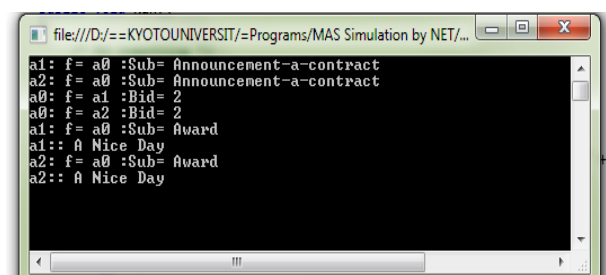 file:///D:/==KYOTOUNIVERSIT/=Programs/MAS Simulation by NET/...
a1: f= a0 :Sub= Announcement-a-contract
a2: f= a0 :Sub= Announcement-a-contract
a0: f= a1 :Bid= 2
a0: f= a2 :Bid= 2
a1: f= a0 :Sub= Award
a1:: A Nice Day
a2: f= a0 :Sub= Award
a2:: A Nice Day